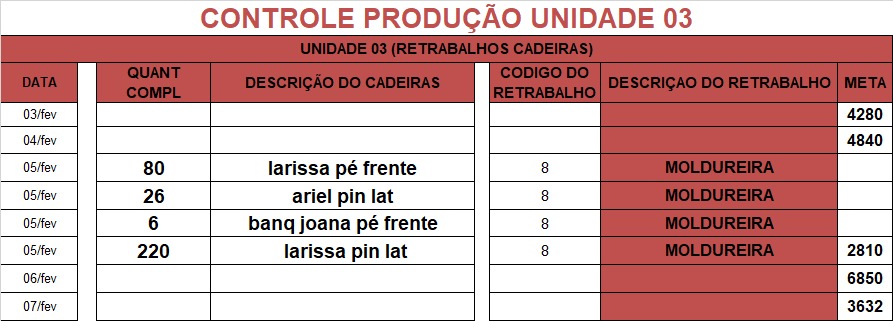 CONTROLE PRODUÇÃO UNIDADE 03
UNIDADE 03 (RETRABALHOS CADEIRAS)
DATA QUANT COMPL DESCRIÇÃO DO CADEIRAS CODIGO DO RETRABALHO DESCRIÇAO DO RETRABALHO META
03/fev 4280
04/fev 4840
05/fev 80 larissa pé frente 8 MOLDUREIRA
05/fev 26 ariel pin lat 8 MOLDUREIRA
05/fev 6 banq joana pé frente 8 MOLDUREIRA
05/fev 220 larissa pin lat 8 MOLDUREIRA 2810
06/fev 6850
07/fev 3632